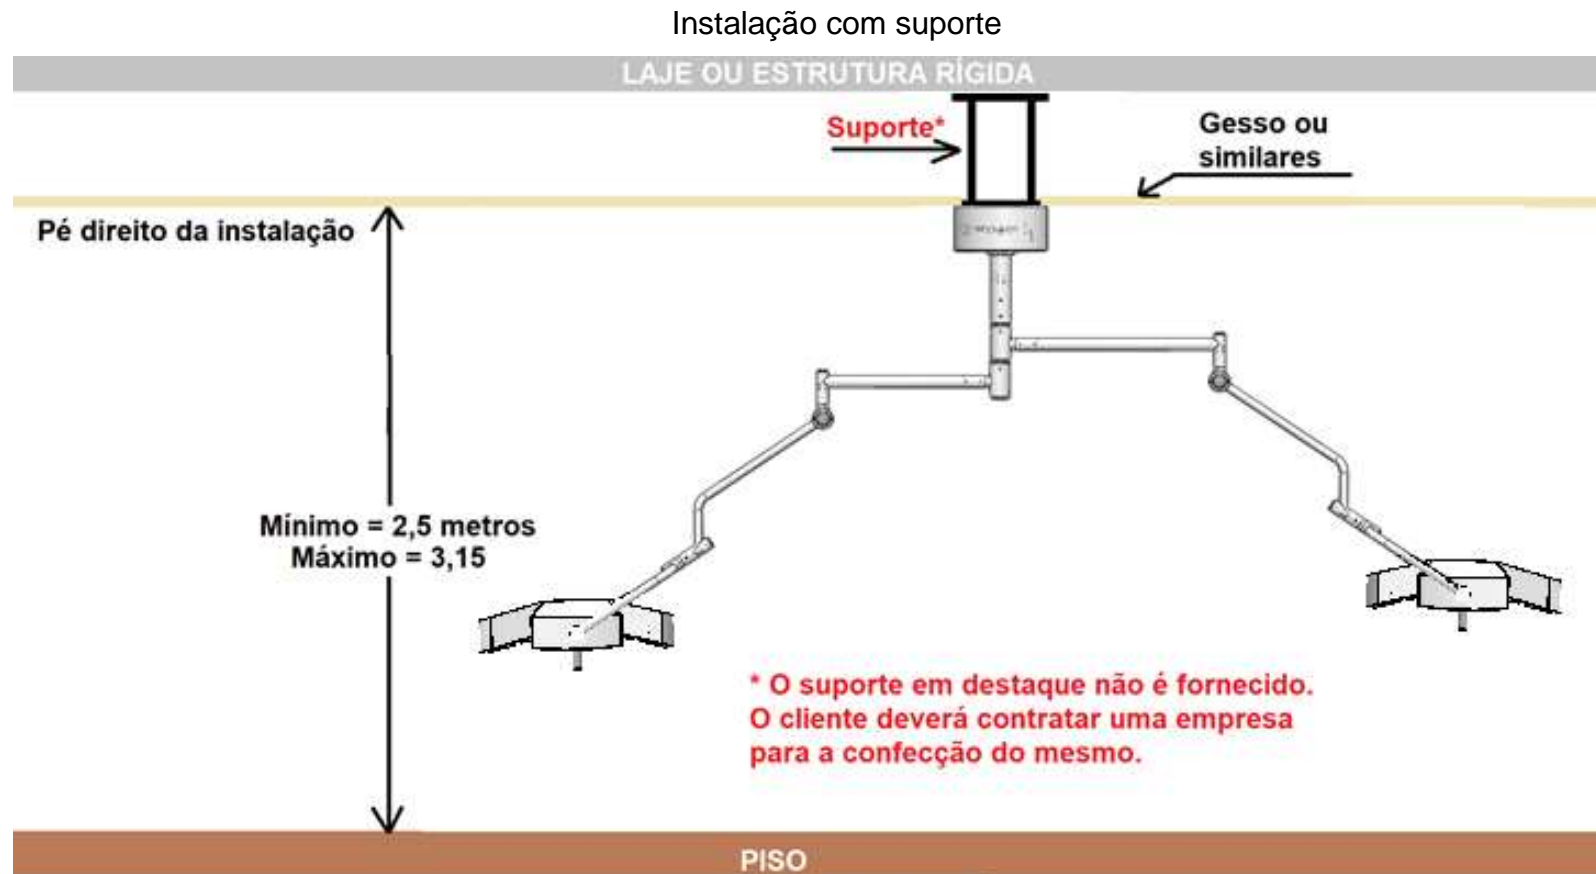 Instalação com suporte
LAJE OU ESTRUTURA RÍGIDA
Suporte*
Gesso ou
similares
Pé direito da instalação
Mínimo = 2,5 metros
Máximo = 3,15
* O suporte em destaque não é fornecido.
O cliente deverá contratar uma empresa
para a confecção do mesmo.
PISO